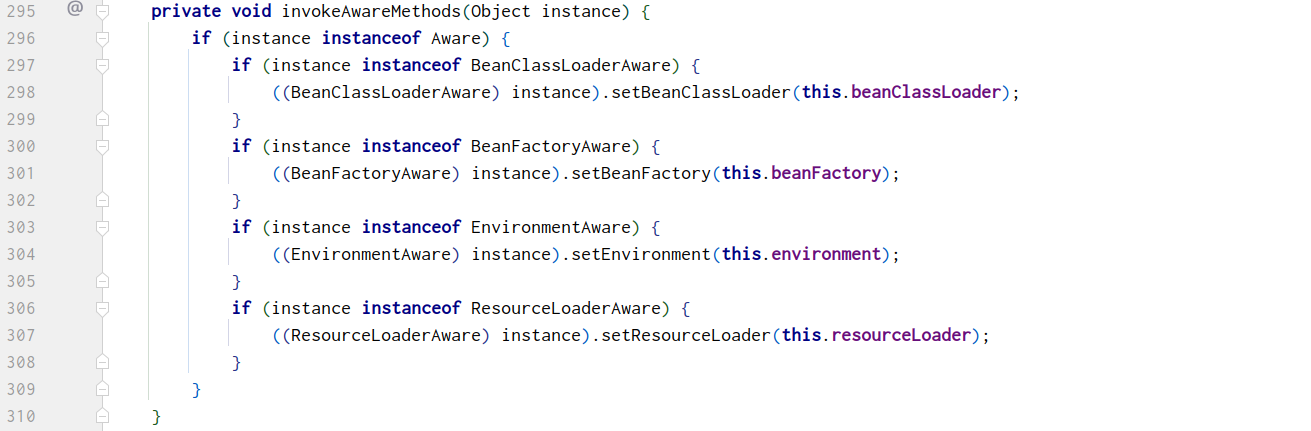 295 @ private void invokeAwareMethods(Object instance) {
296 if (instance instanceof Aware) {
297 if (instance instanceof BeanClassLoaderAware) {
298 ((BeanClassLoaderAware) instance).setBeanClassLoader(this.beanClassLoader);
299 }
300 if (instance instanceof BeanFactoryAware) {
301 ((BeanFactoryAware) instance).setBeanFactory(this.beanFactory);
302 }
303 if (instance instanceof EnvironmentAware) {
304 ((EnvironmentAware) instance).setEnvironment(this.environment);
305 }
306 if (instance instanceof ResourceLoaderAware) {
307 ((ResourceLoaderAware) instance).setResourceLoader(this.resourceLoader);
308 }
309 }
310 }